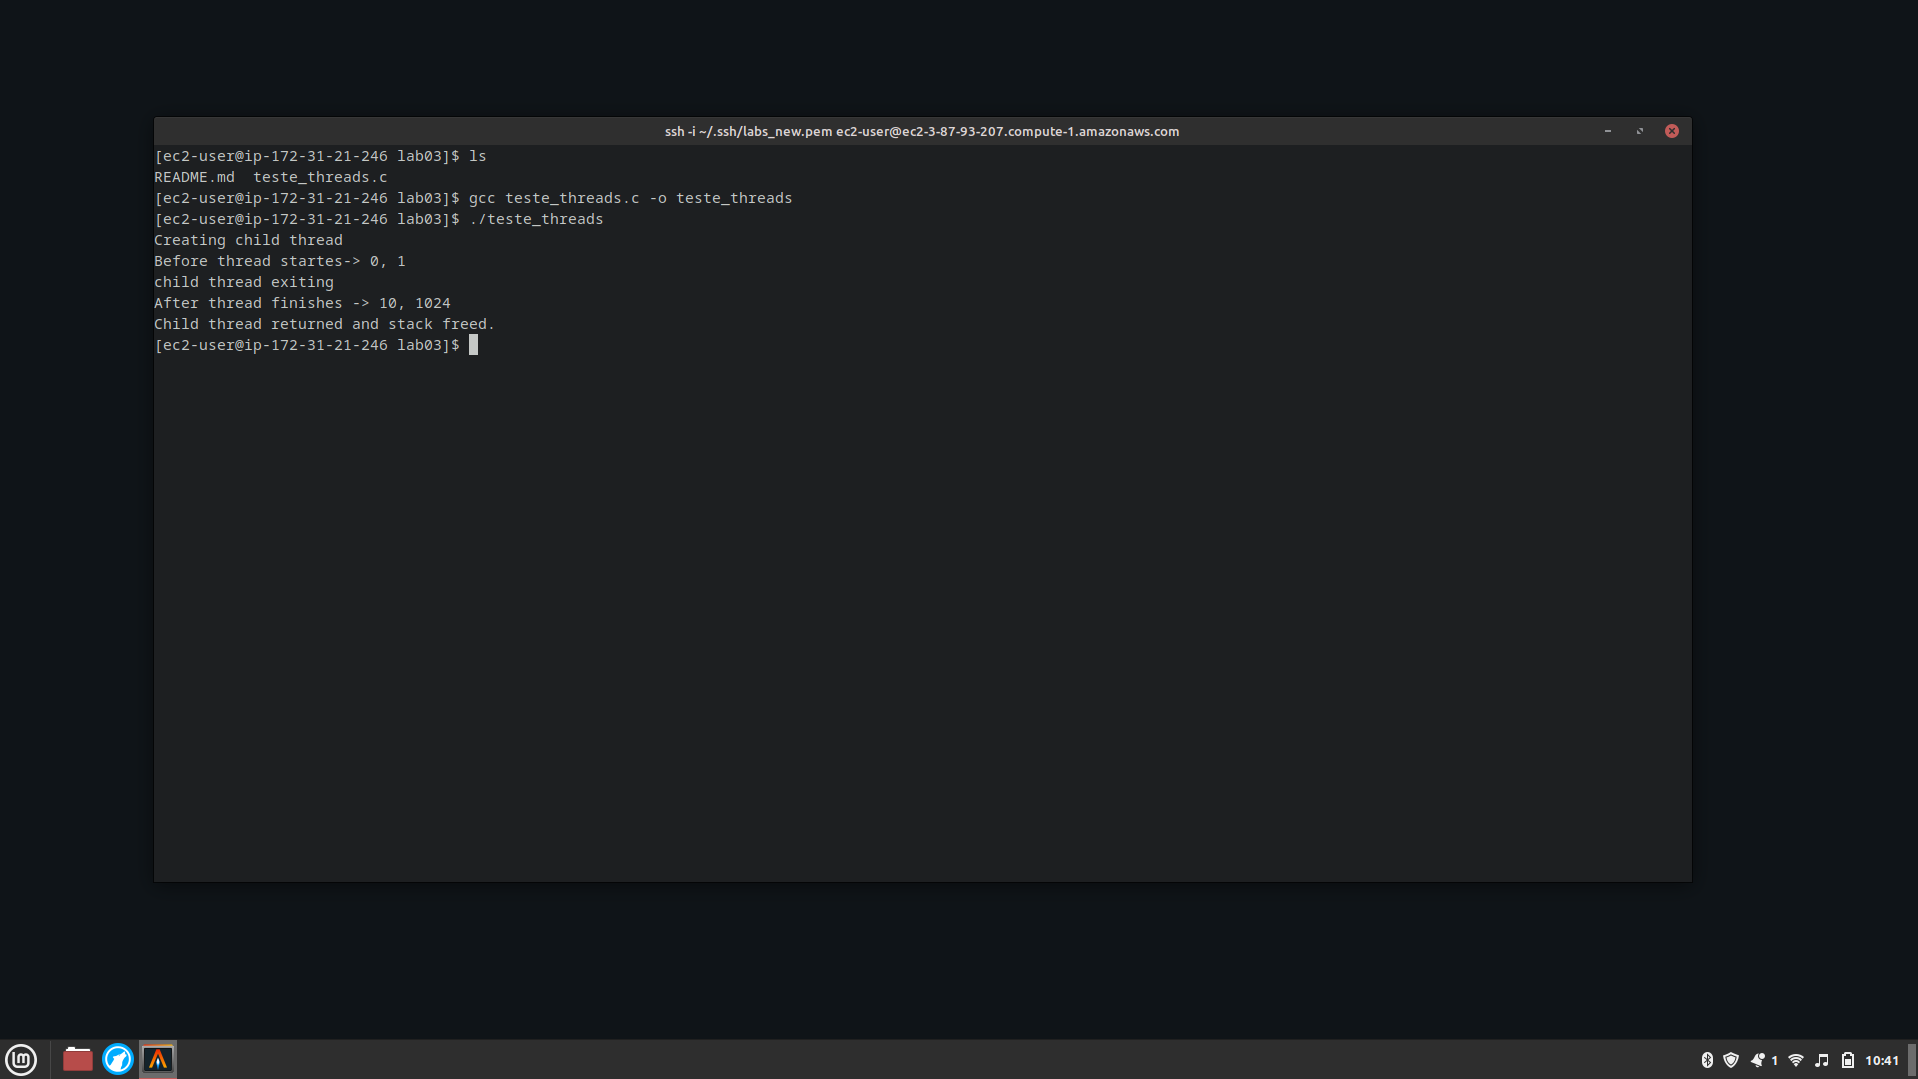 ssh -i ~/.ssh/labs_new.pem ec2-user@ec2-3-87-93-207.compute-1.amazonaws.com
[ec2-user@ip-172-31-21-246 lab03]$ ls
README.md  teste_threads.c
[ec2-user@ip-172-31-21-246 lab03]$ gcc teste_threads.c -o teste_threads
[ec2-user@ip-172-31-21-246 lab03]$ ./teste_threads
Creating child thread
Before thread startes-> 0, 1
child thread exiting
After thread finishes -> 10, 1024
Child thread returned and stack freed.
[ec2-user@ip-172-31-21-246 lab03]$
1
10:41